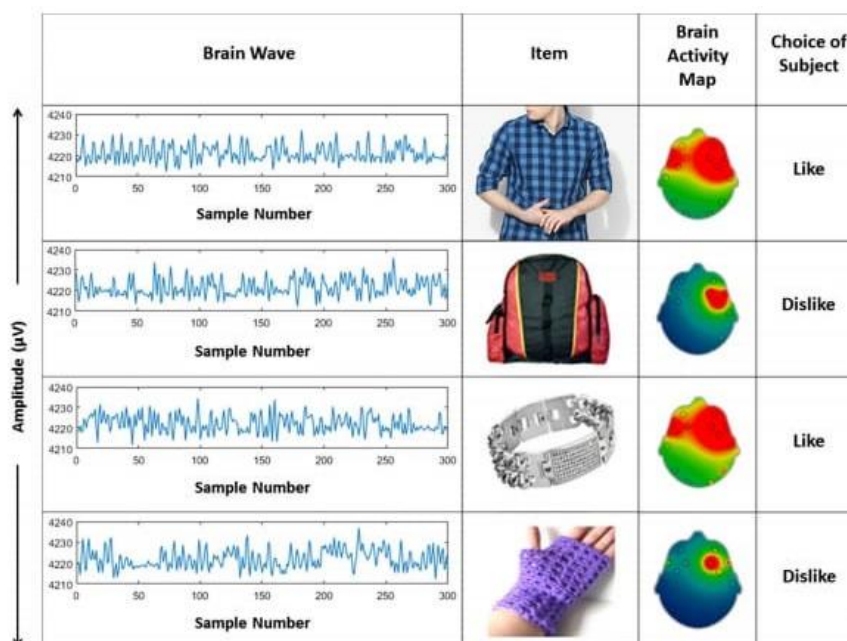 Brain Wave
Item
Brain
Activity
Map
Choice of
Subject
Amplitude (µV)
4240
4230
4220
4210
0 50 100 150 200 250 300
Sample Number
Like
4240
4230
4220
4210
0 50 100 150 200 250 300
Sample Number
Dislike
4240
4230
4220
4210
0 50 100 150 200 250 300
Sample Number
Like
4240
4230
4220
4210
0 50 100 150 200 250 300
Sample Number
Dislike